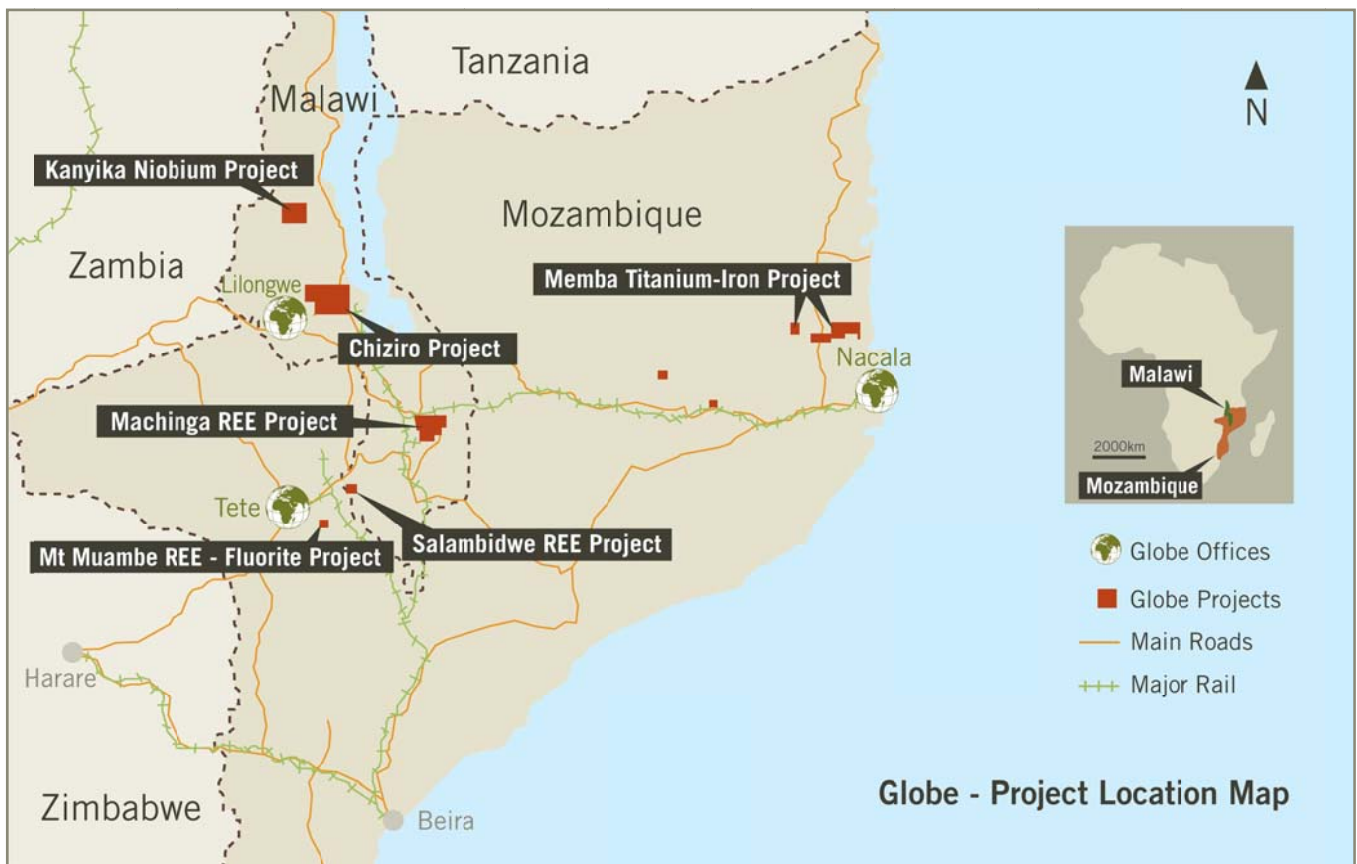 Tanzania
Malawi
N
Kanyika Niobium Project
Mozambique
Zambia
Memba Titanium-Iron Project
Lilongwe
Chiziro Project
Nacala
Malawi
Machinga REE Project
2000km
Mozambique
Tete
Salambidwe REE Project
Mt Muambe REE - Fluorite Project
Globe Offices
Globe Projects
Main Roads
Harare
Major Rail
Globe - Project Location Map
Zimbabwe
Beira